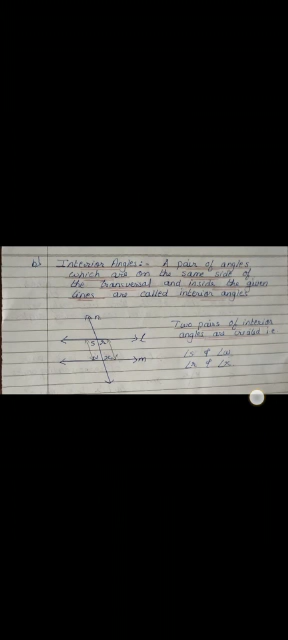 b) Interior Angles:- A pair of angles
which are on the same side of
the transversal and inside the given
lines are called interior angles
n
Two pairs of interior
angles are created i.e
l
s r
∠s & ∠w
w x
m
∠r & ∠x